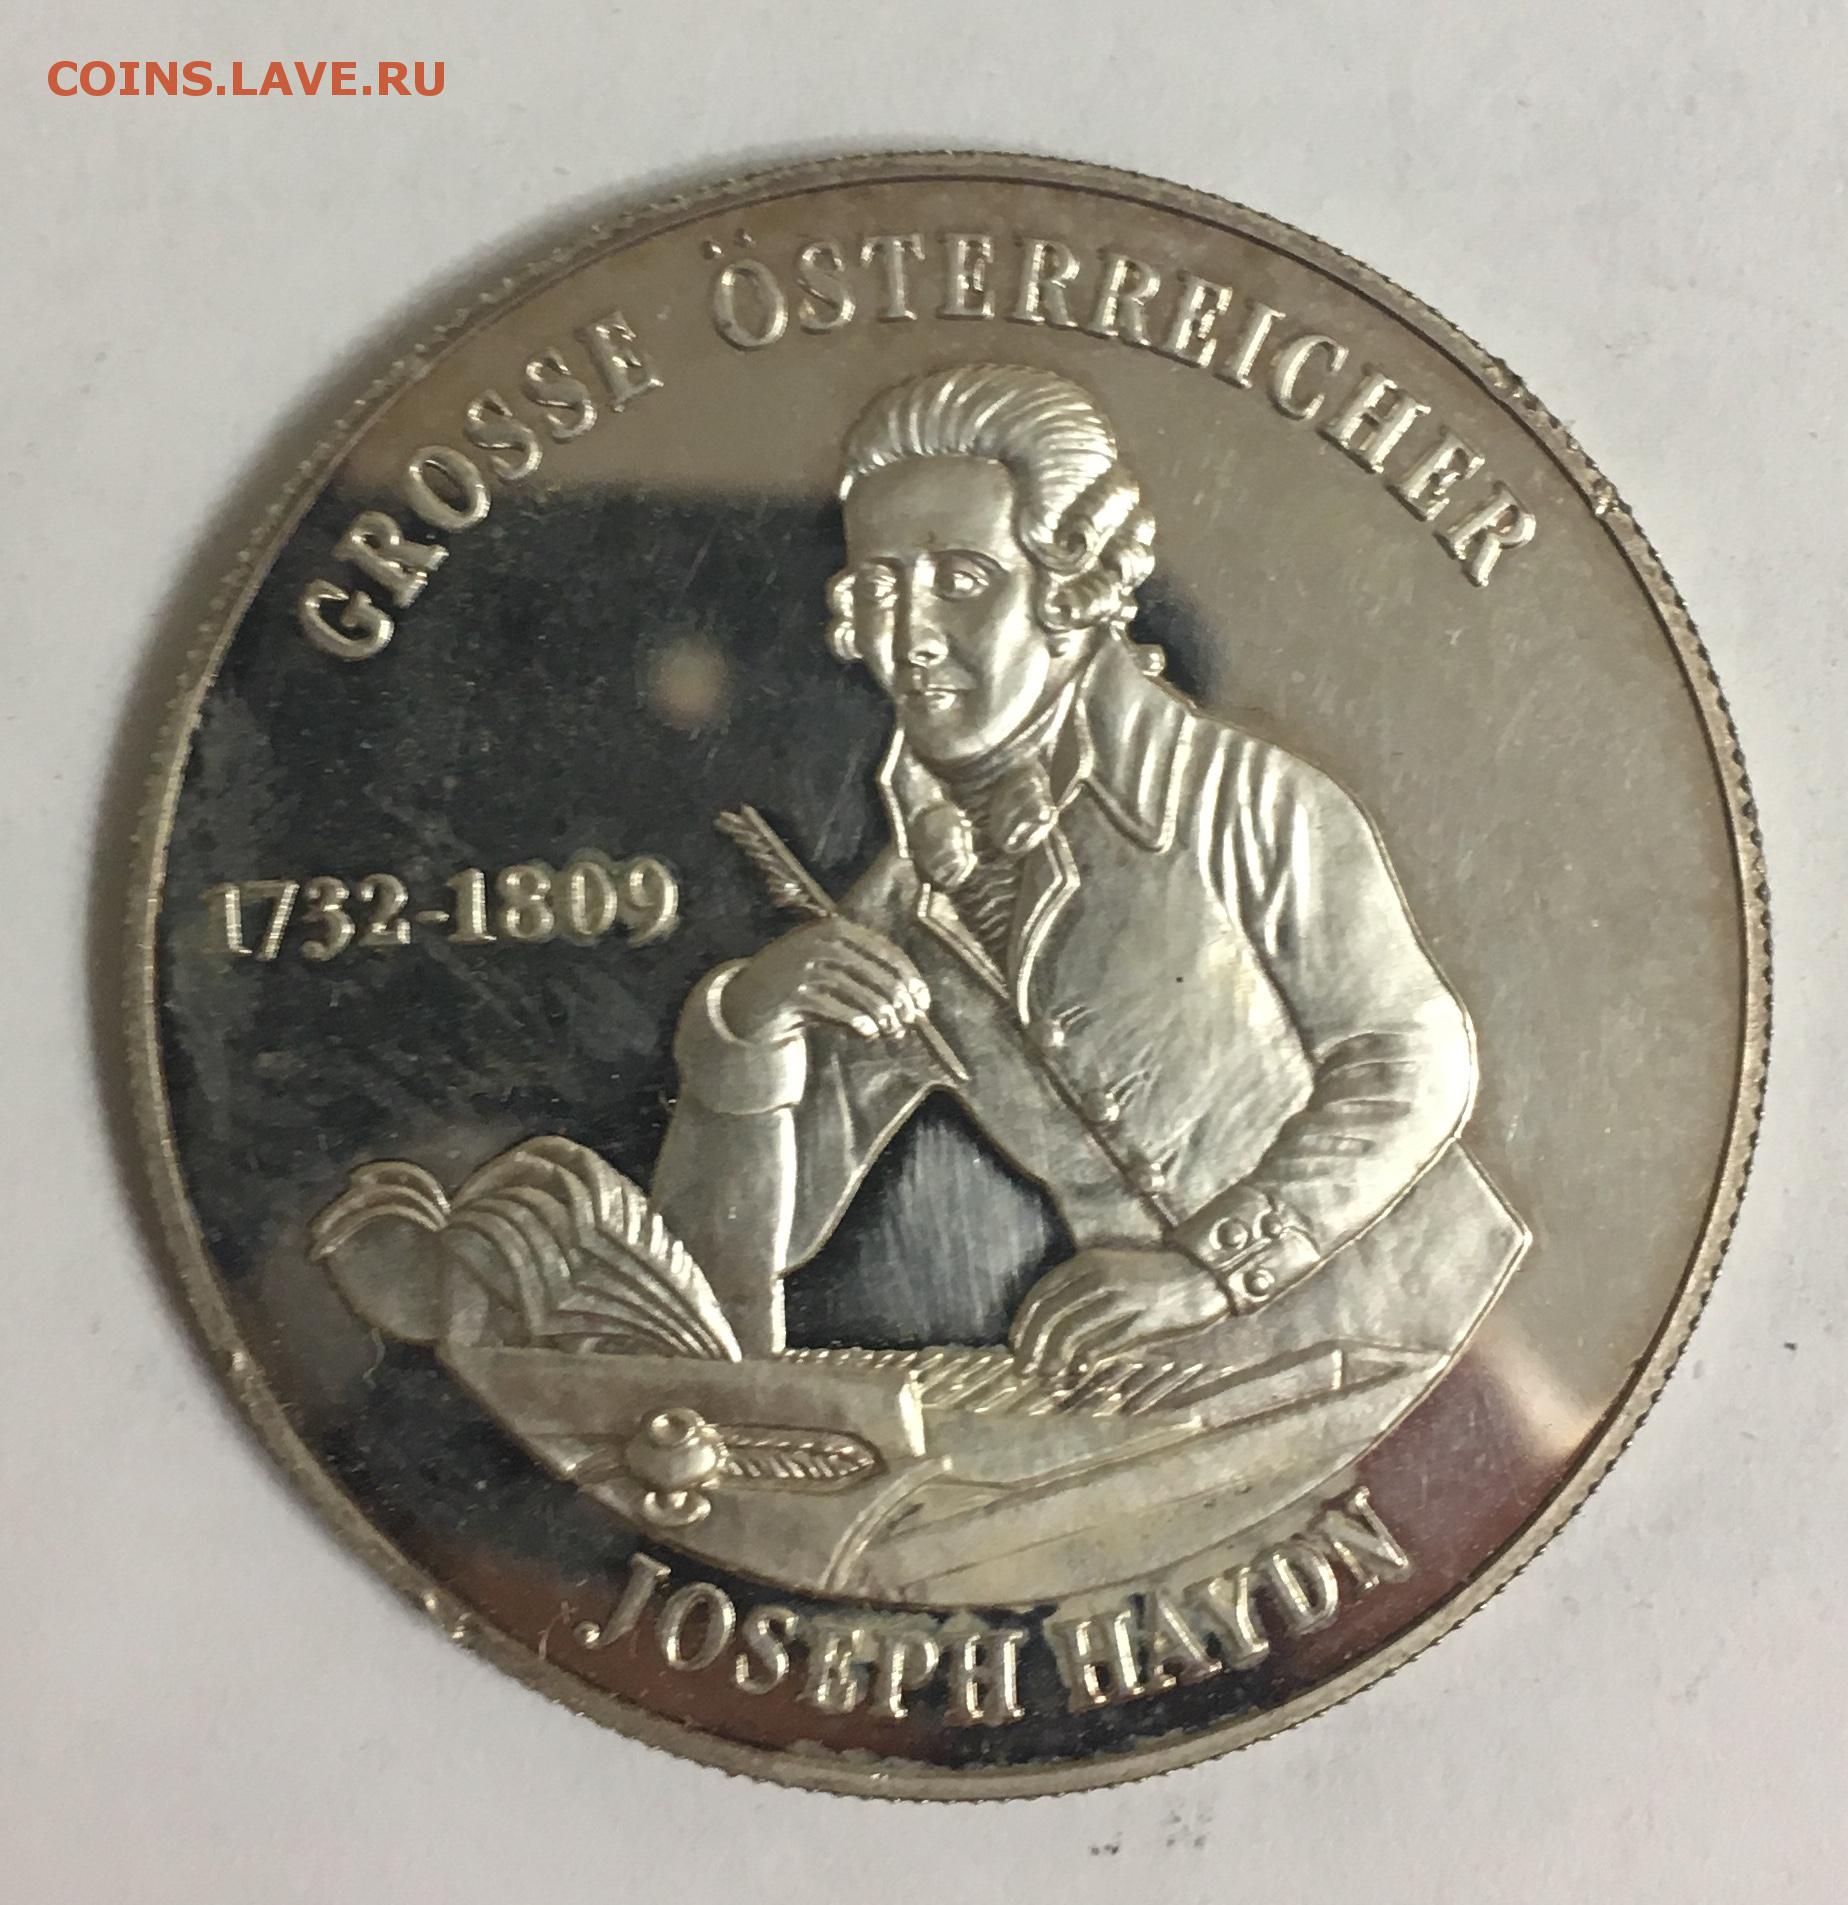 COINS.LAVE.RU
GROSSE ÖSTERREICHER
1732-1809
JOSEPH HAYDN